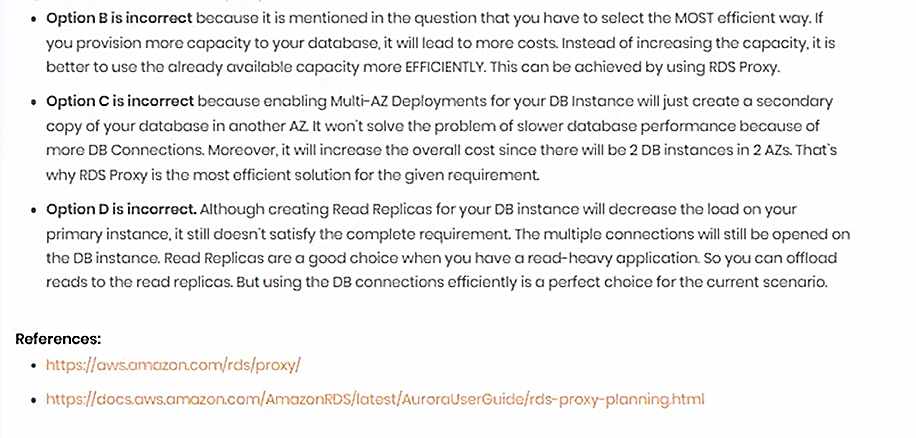 Option B is incorrect because it is mentioned in the question that you have to select the MOST efficient way. If
you provision more capacity to your database, it will lead to more costs. Instead of increasing the capacity, it is
better to use the already available capacity more EFFICIENTLY. This can be achieved by using RDS Proxy.
Option C is incorrect because enabling Multi-AZ Deployments for your DB Instance will just create a secondary
copy of your database in another AZ. It won't solve the problem of slower database performance because of
more DB Connections. Moreover, it will increase the overall cost since there will be 2 DB instances in 2 AZs. That's
why RDS Proxy is the most efficient solution for the given requirement.
Option D is incorrect. Although creating Read Replicas for your DB instance will decrease the load on your
primary instance, it still doesn't satisfy the complete requirement. The multiple connections will still be opened on
the DB instance. Read Replicas are a good choice when you have a read-heavy application. So you can offload
reads to the read replicas. But using the DB connections efficiently is a perfect choice for the current scenario.
References:
https://aws.amazon.com/rds/proxy/
https://docs.aws.amazon.com/AmazonRDS/latest/AuroraUserGuide/rds-proxy-planning.html